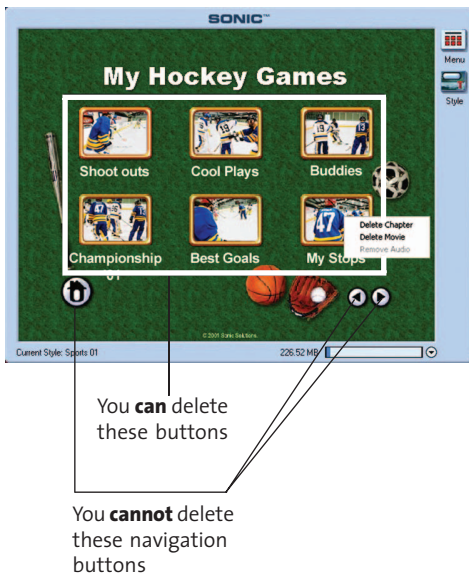 SONIC™
Menu
Style
My Hockey Games
Shoot outs Cool Plays Buddies
Delete Chapter
Delete Movie
Remove Audio
Championship Best Goals My Stops
01
© 2001 Sonic Solutions
Current Style: Sports 01 226.52 MB
You can delete
these buttons
You cannot delete
these navigation
buttons